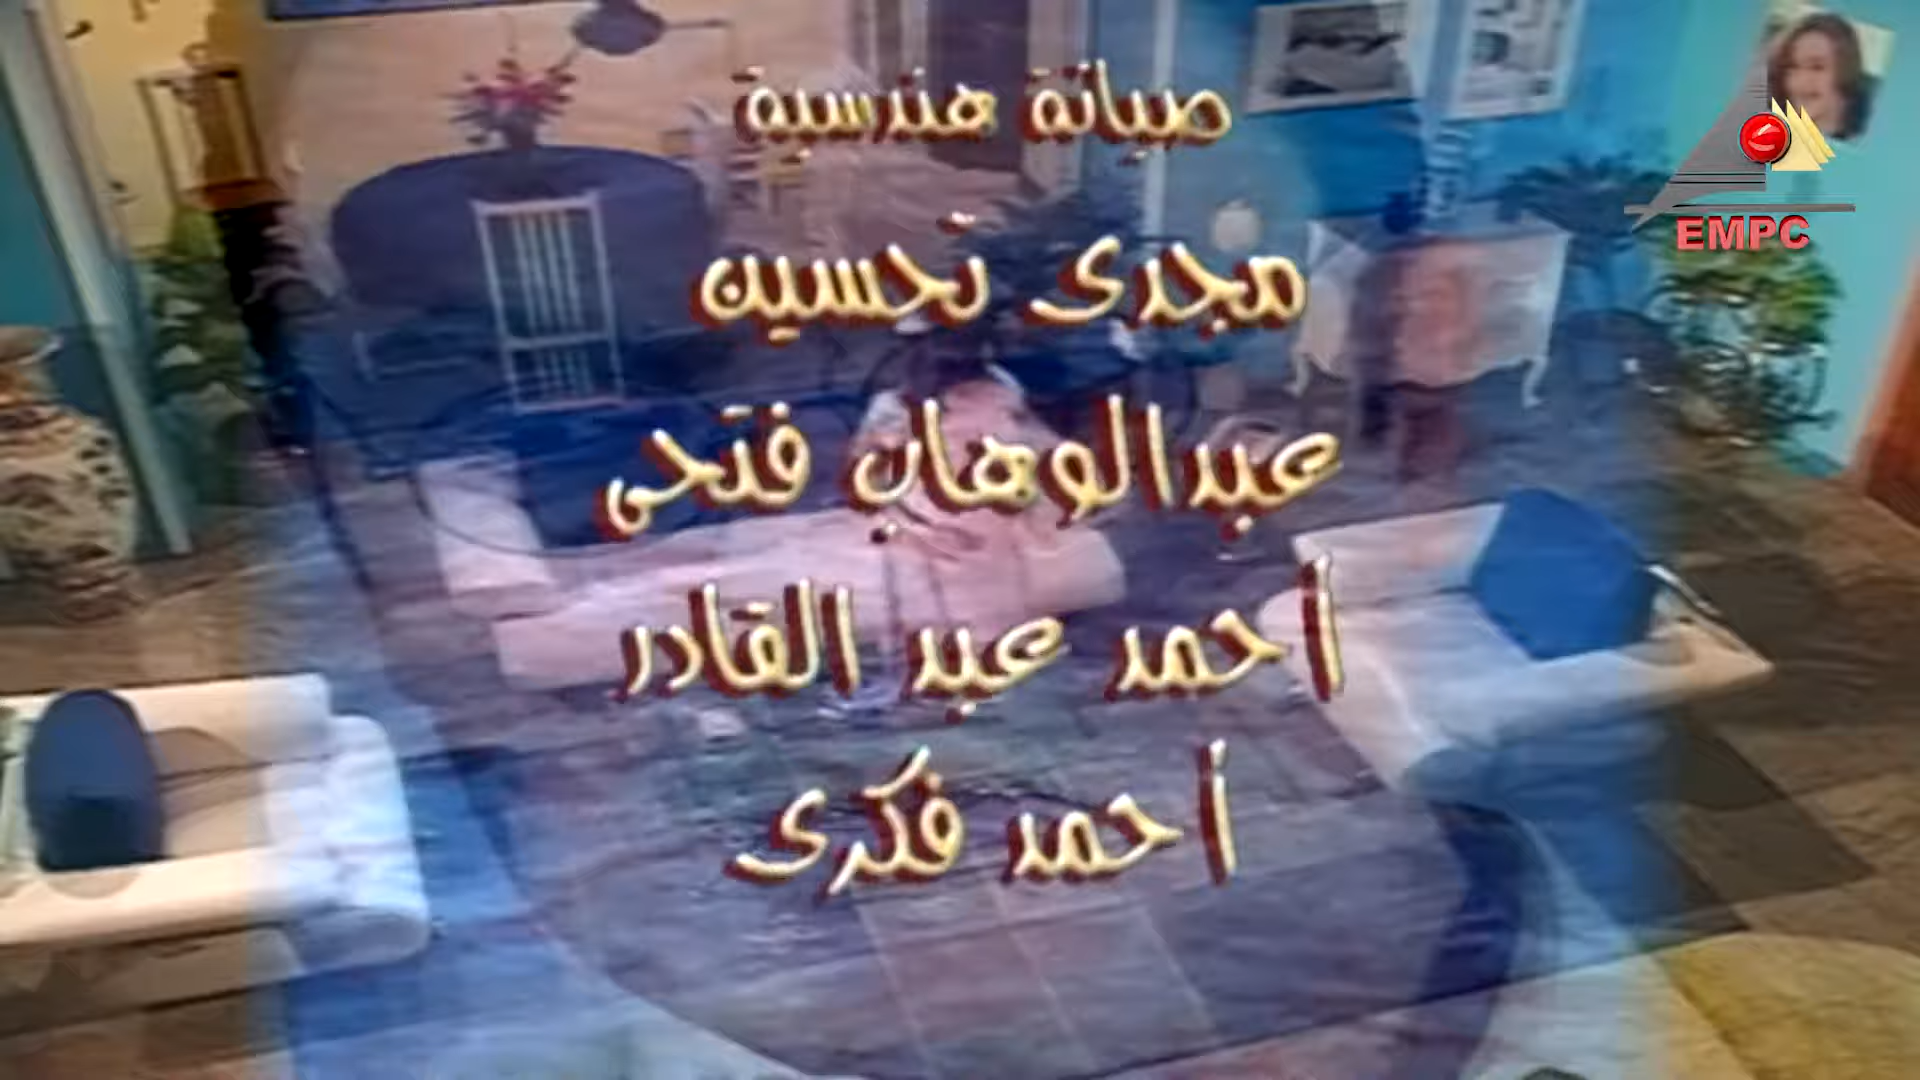 صيانة هندسية
مجدى تحسين
عبدالوهاب فتحى
أحمد عبد القادر
أحمد فكرى
EMPC